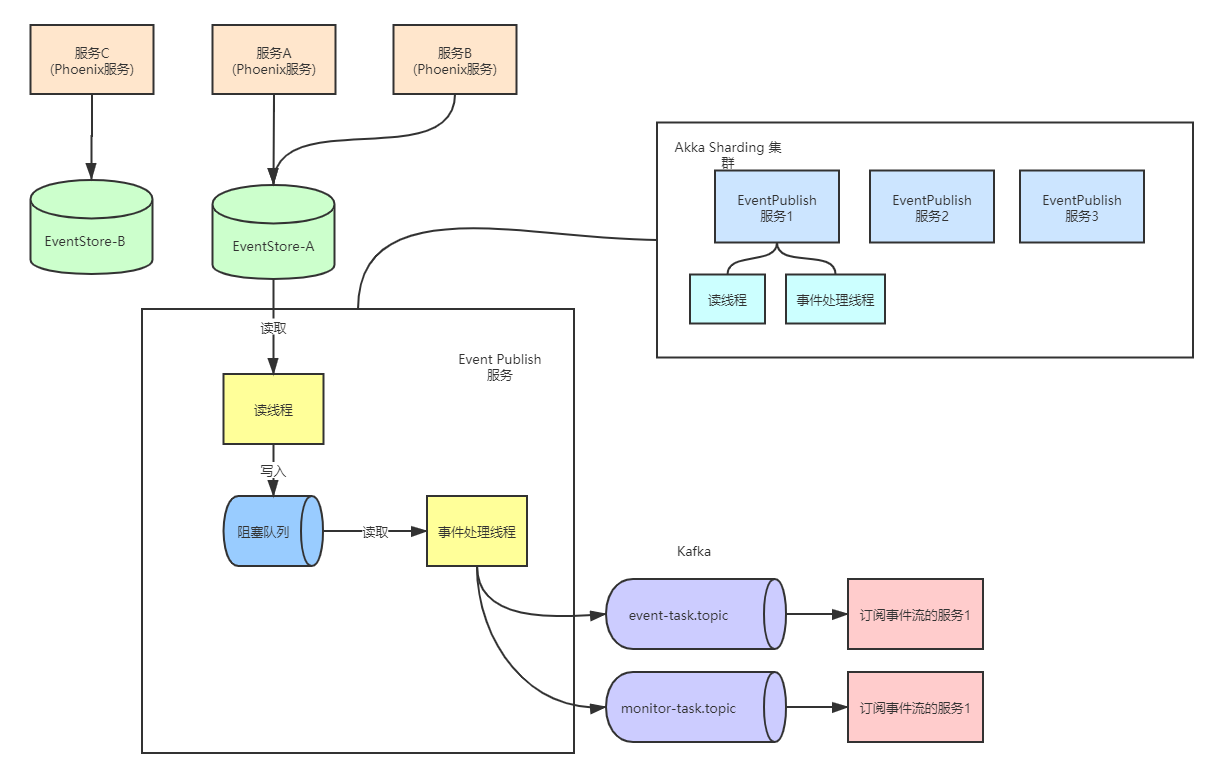 服务C
(Phoenix服务)
服务A
(Phoenix服务)
服务B
(Phoenix服务)
EventStore-B
EventStore-A
Akka Sharding 集
群
EventPublish
服务1
EventPublish
服务2
EventPublish
服务3
读线程
事件处理线程
读取
Event Publish
服务
读线程
写入
阻塞队列
读取
事件处理线程
Kafka
event-task.topic
订阅事件流的服务1
monitor-task.topic
订阅事件流的服务1